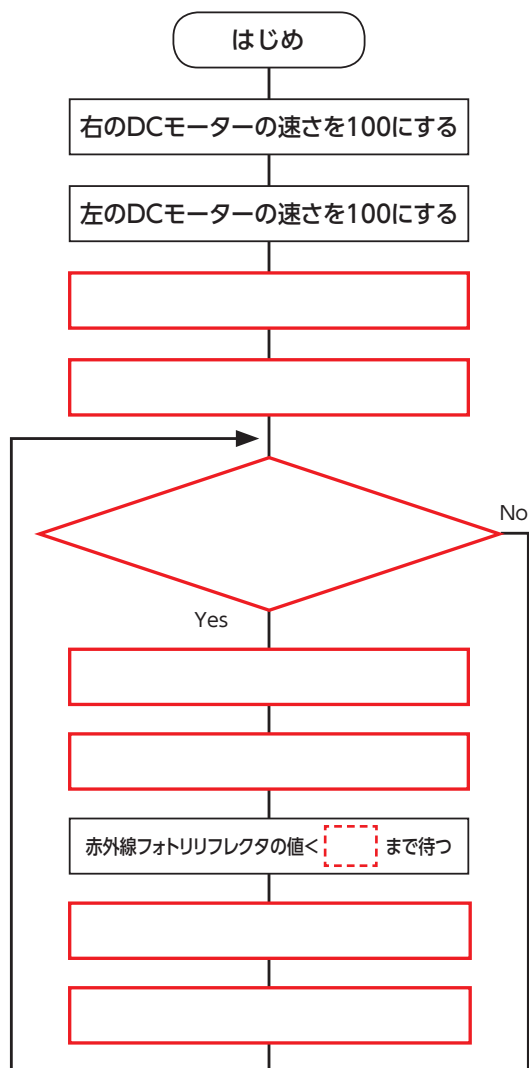 はじめ
右のDCモーターの速さを100にする
左のDCモーターの速さを100にする
No
Yes
赤外線フォトリリフレクタの値< まで待つ